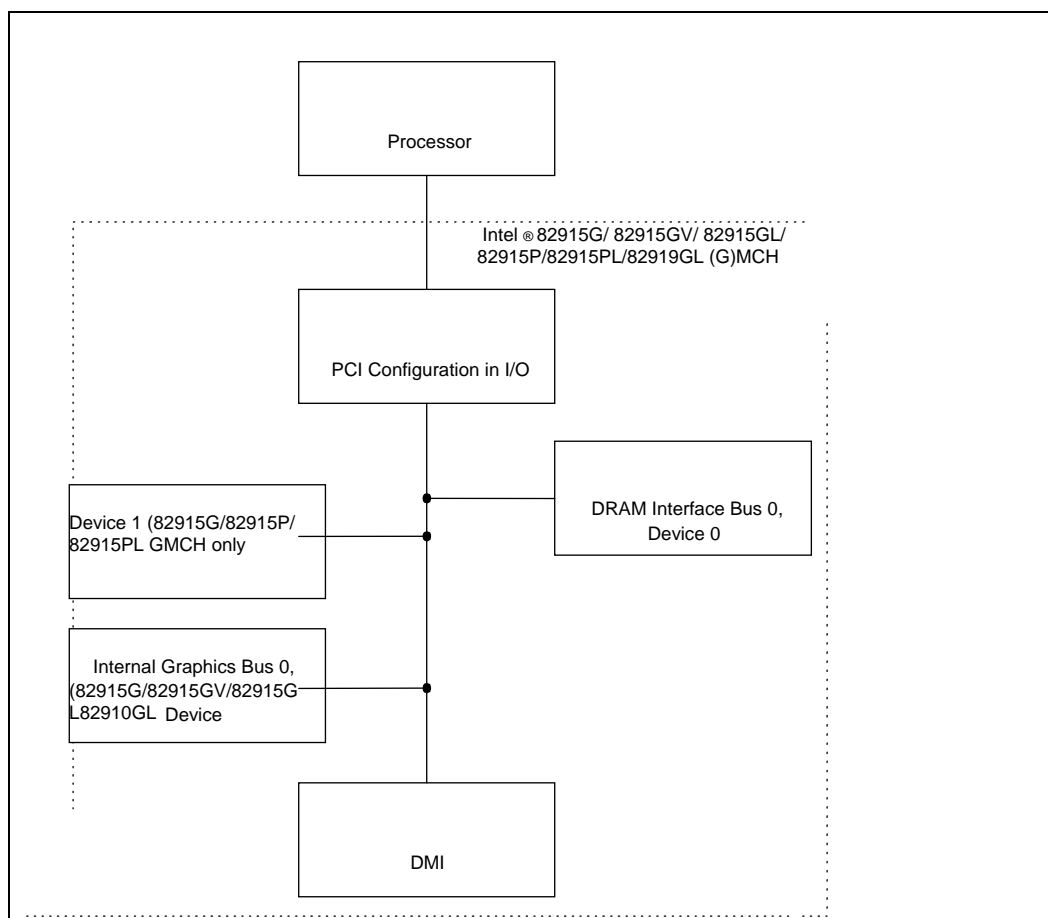 Processor
Intel ® 82915G/ 82915GV/ 82915GL/
82915P/82915PL/82919GL (G)MCH
PCI Configuration in I/O
DRAM Interface Bus 0,
Device 0
Device 1 (82915G/82915P/
82915PL GMCH only
Internal Graphics Bus 0,
(82915G/82915GV/82915G
L82910GL Device
DMI